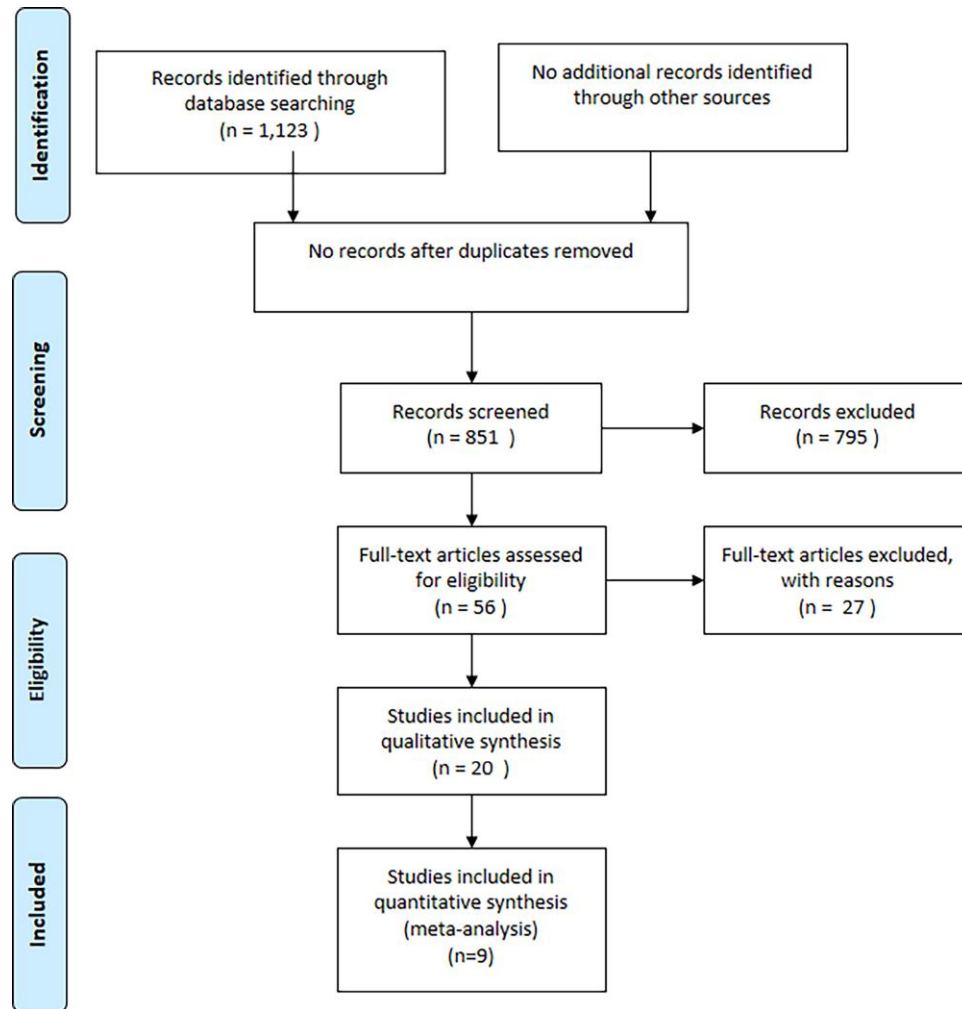 Identification
Records identified through
database searching
(n = 1,123 )
No additional records identified
through other sources
No records after duplicates removed
Screening
Records screened
(n = 851 )
Records excluded
(n = 795 )
Eligibility
Full-text articles assessed
for eligibility
(n = 56 )
Full-text articles excluded,
with reasons
(n = 27 )
Studies included in
qualitative synthesis
(n = 20 )
Included
Studies included in
quantitative synthesis
(meta-analysis)
(n=9)